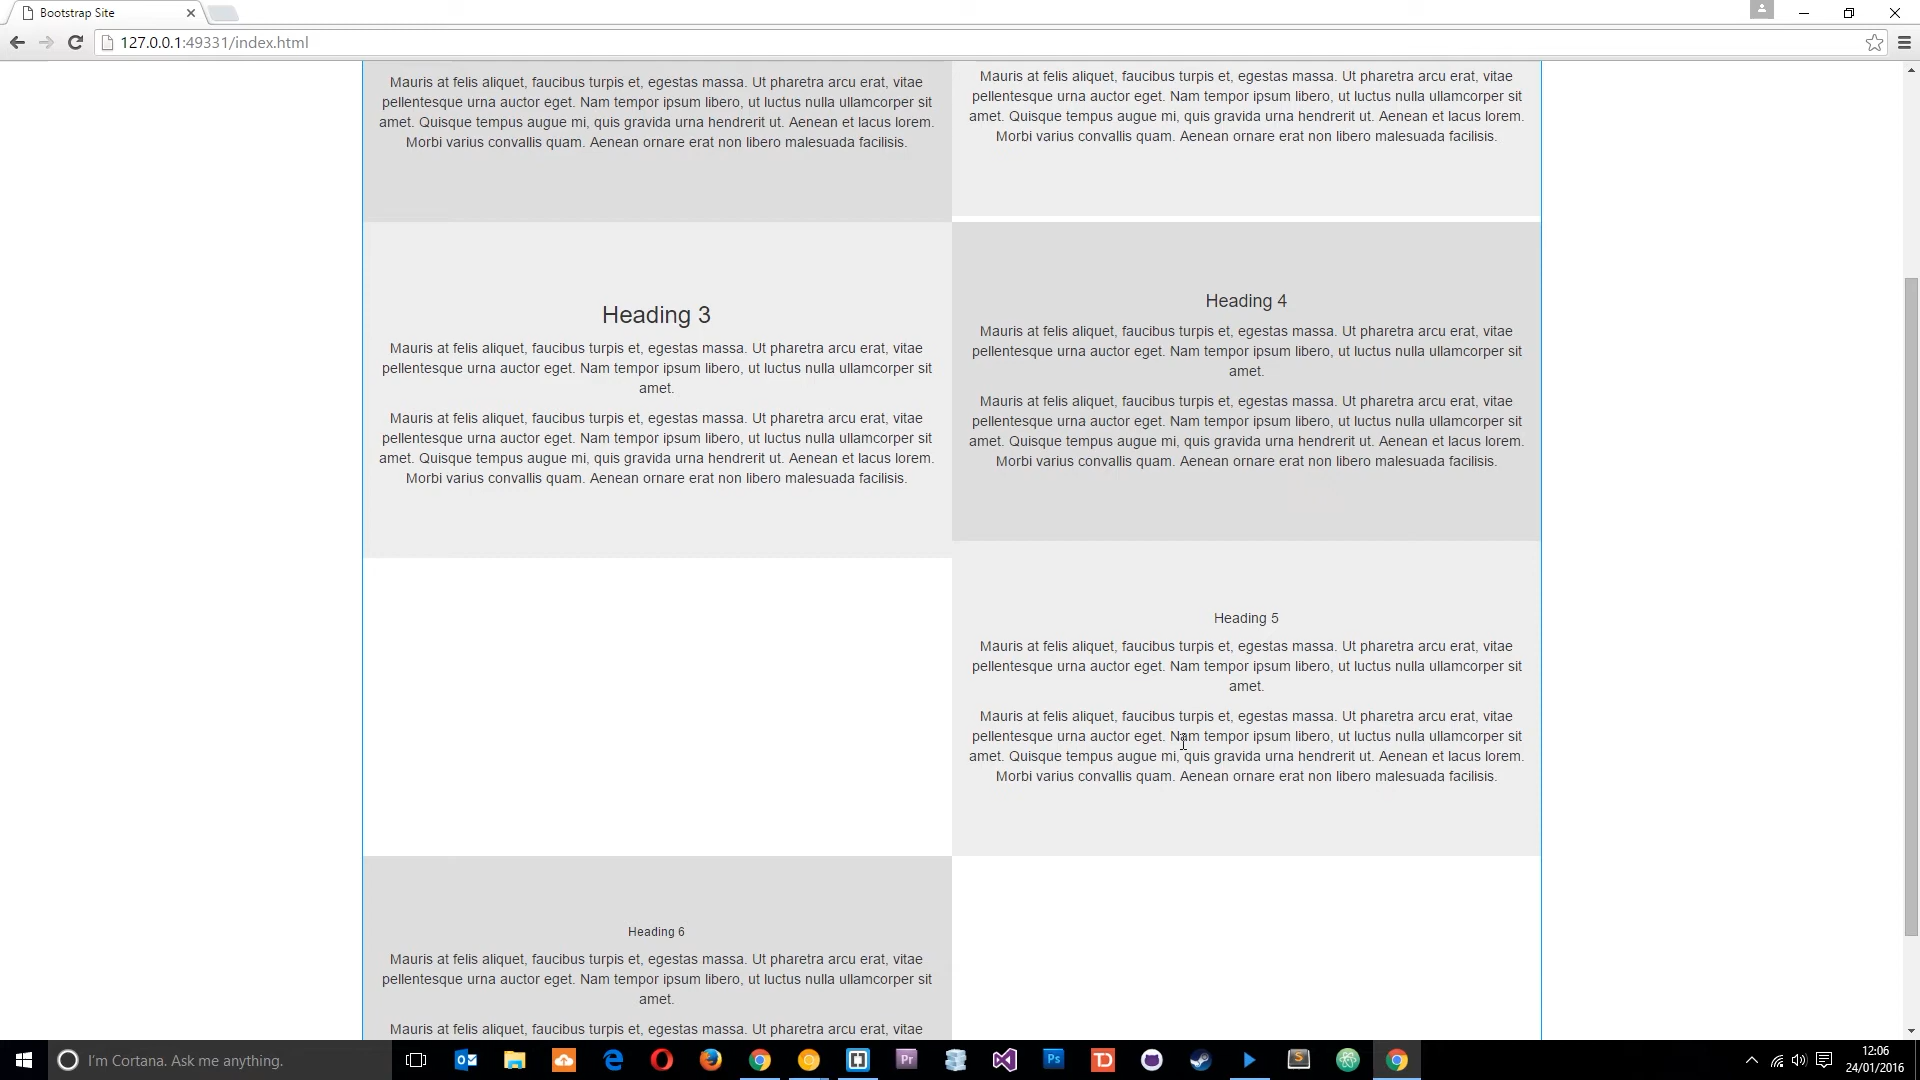 Bootstrap Site
127.0.0.1:49331/index.html
Mauris at felis aliquet, faucibus turpis et, egestas massa. Ut pharetra arcu erat, vitae
pellentesque urna auctor eget. Nam tempor ipsum libero, ut luctus nulla ullamcorper sit
amet. Quisque tempus augue mi, quis gravida urna hendrerit ut. Aenean et lacus lorem.
Morbi varius convallis quam. Aenean ornare erat non libero malesuada facilisis.
Mauris at felis aliquet, faucibus turpis et, egestas massa. Ut pharetra arcu erat, vitae
pellentesque urna auctor eget. Nam tempor ipsum libero, ut luctus nulla ullamcorper sit
amet. Quisque tempus augue mi, quis gravida urna hendrerit ut. Aenean et lacus lorem.
Morbi varius convallis quam. Aenean ornare erat non libero malesuada facilisis.
Heading 3
Mauris at felis aliquet, faucibus turpis et, egestas massa. Ut pharetra arcu erat, vitae
pellentesque urna auctor eget. Nam tempor ipsum libero, ut luctus nulla ullamcorper sit
amet.
Mauris at felis aliquet, faucibus turpis et, egestas massa. Ut pharetra arcu erat, vitae
pellentesque urna auctor eget. Nam tempor ipsum libero, ut luctus nulla ullamcorper sit
amet. Quisque tempus augue mi, quis gravida urna hendrerit ut. Aenean et lacus lorem.
Morbi varius convallis quam. Aenean ornare erat non libero malesuada facilisis.
Heading 4
Mauris at felis aliquet, faucibus turpis et, egestas massa. Ut pharetra arcu erat, vitae
pellentesque urna auctor eget. Nam tempor ipsum libero, ut luctus nulla ullamcorper sit
amet.
Mauris at felis aliquet, faucibus turpis et, egestas massa. Ut pharetra arcu erat, vitae
pellentesque urna auctor eget. Nam tempor ipsum libero, ut luctus nulla ullamcorper sit
amet. Quisque tempus augue mi, quis gravida urna hendrerit ut. Aenean et lacus lorem.
Morbi varius convallis quam. Aenean ornare erat non libero malesuada facilisis.
Heading 5
Mauris at felis aliquet, faucibus turpis et, egestas massa. Ut pharetra arcu erat, vitae
pellentesque urna auctor eget. Nam tempor ipsum libero, ut luctus nulla ullamcorper sit
amet.
Mauris at felis aliquet, faucibus turpis et, egestas massa. Ut pharetra arcu erat, vitae
pellentesque urna auctor eget. Nam tempor ipsum libero, ut luctus nulla ullamcorper sit
amet. Quisque tempus augue mi, quis gravida urna hendrerit ut. Aenean et lacus lorem.
Morbi varius convallis quam. Aenean ornare erat non libero malesuada facilisis.
Heading 6
Mauris at felis aliquet, faucibus turpis et, egestas massa. Ut pharetra arcu erat, vitae
pellentesque urna auctor eget. Nam tempor ipsum libero, ut luctus nulla ullamcorper sit
amet.
Mauris at felis aliquet, faucibus turpis et, egestas massa. Ut pharetra arcu erat, vitae
I'm Cortana. Ask me anything.
Pr
Ps
12:06
24/01/2016